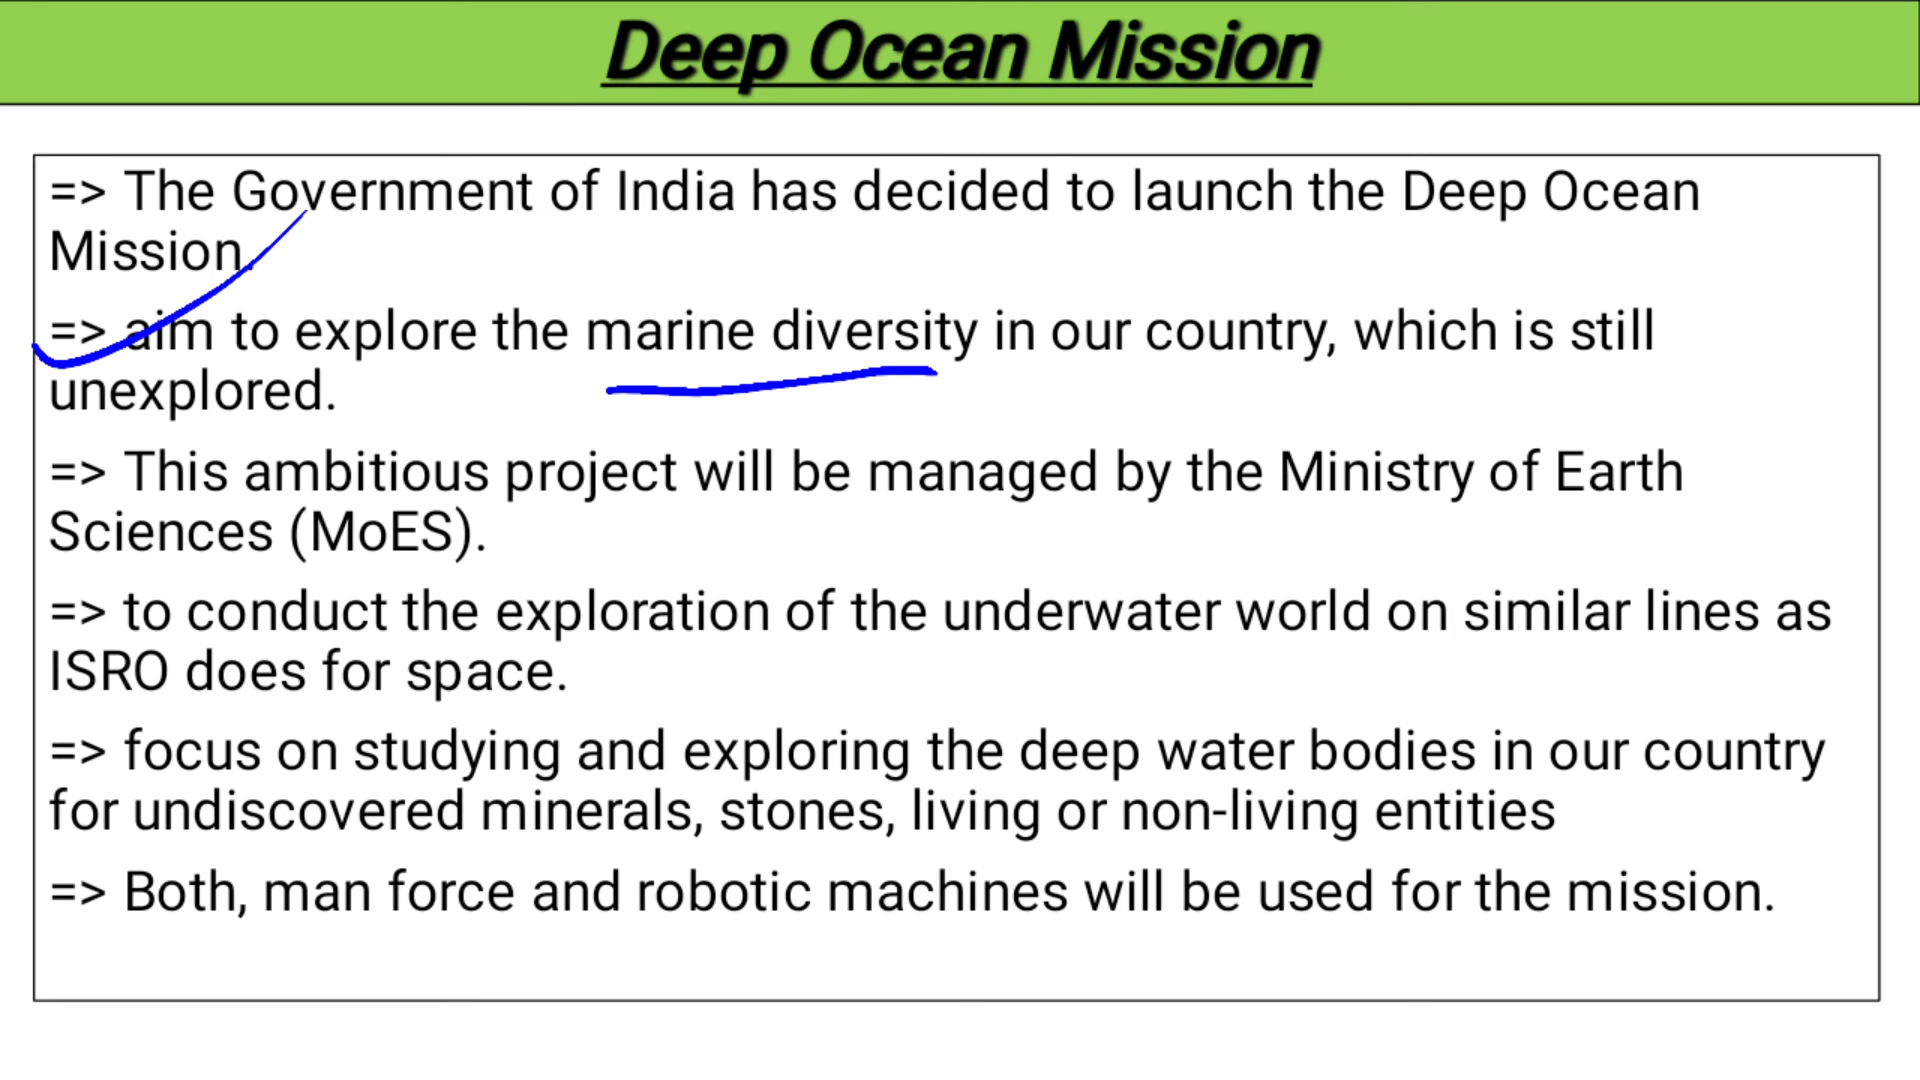 Deep Ocean Mission
=> The Government of India has decided to launch the Deep Ocean
Mission.
=> aim to explore the marine diversity in our country, which is still
unexplored.
=> This ambitious project will be managed by the Ministry of Earth
Sciences (MoES).
=> to conduct the exploration of the underwater world on similar lines as
ISRO does for space.
=> focus on studying and exploring the deep water bodies in our country
for undiscovered minerals, stones, living or non-living entities
=> Both, man force and robotic machines will be used for the mission.